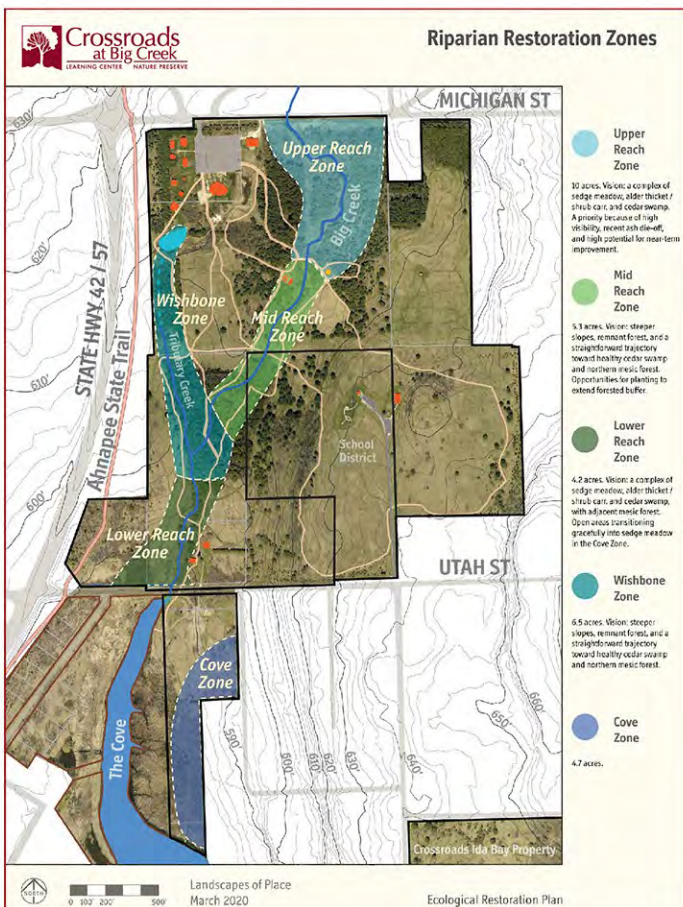 Crossroads
at Big Creek
LEARNING CENTER NATURE PRESERVE
Riparian Restoration Zones
MICHIGAN ST
630'
Upper Reach
Zone
Big Creek
620'
Wishbone
Zone
Mid Reach
Zone
STATE HWY 42 / 57
Ahnapee State Trail
Tributary Creek
610'
School
District
600'
Lower Reach
Zone
UTAH ST
Cove
Zone
The Cove
590'
600'
610'
620'
630'
640'
650'
660'
Crossroads Ida Bay Property
Upper
Reach
Zone
10 acres. Vision: a complex of
sedge meadow, alder thicket /
shrub carr, and cedar swamp.
A priority because of high
visibility, recent ash die-off,
and high potential for near-term
improvement.
Mid
Reach
Zone
5.3 acres. Vision: steeper
slopes, remnant forest, and a
straightforward trajectory
toward healthy cedar swamp
and northern mesic forest.
Opportunities for planting to
extend forested buffer.
Lower
Reach
Zone
4.2 acres. Vision: a complex of
sedge meadow, alder thicket /
shrub carr, and cedar swamp,
with adjacent mesic forest.
Open areas transitioning
gracefully into sedge meadow
in the Cove Zone.
Wishbone
Zone
6.5 acres. Vision: steeper
slopes, remnant forest, and a
straightforward trajectory
toward healthy cedar swamp
and northern mesic forest.
Cove
Zone
4.7 acres.
NORTH
0 100' 200' 500'
Landscapes of Place
March 2020
Ecological Restoration Plan